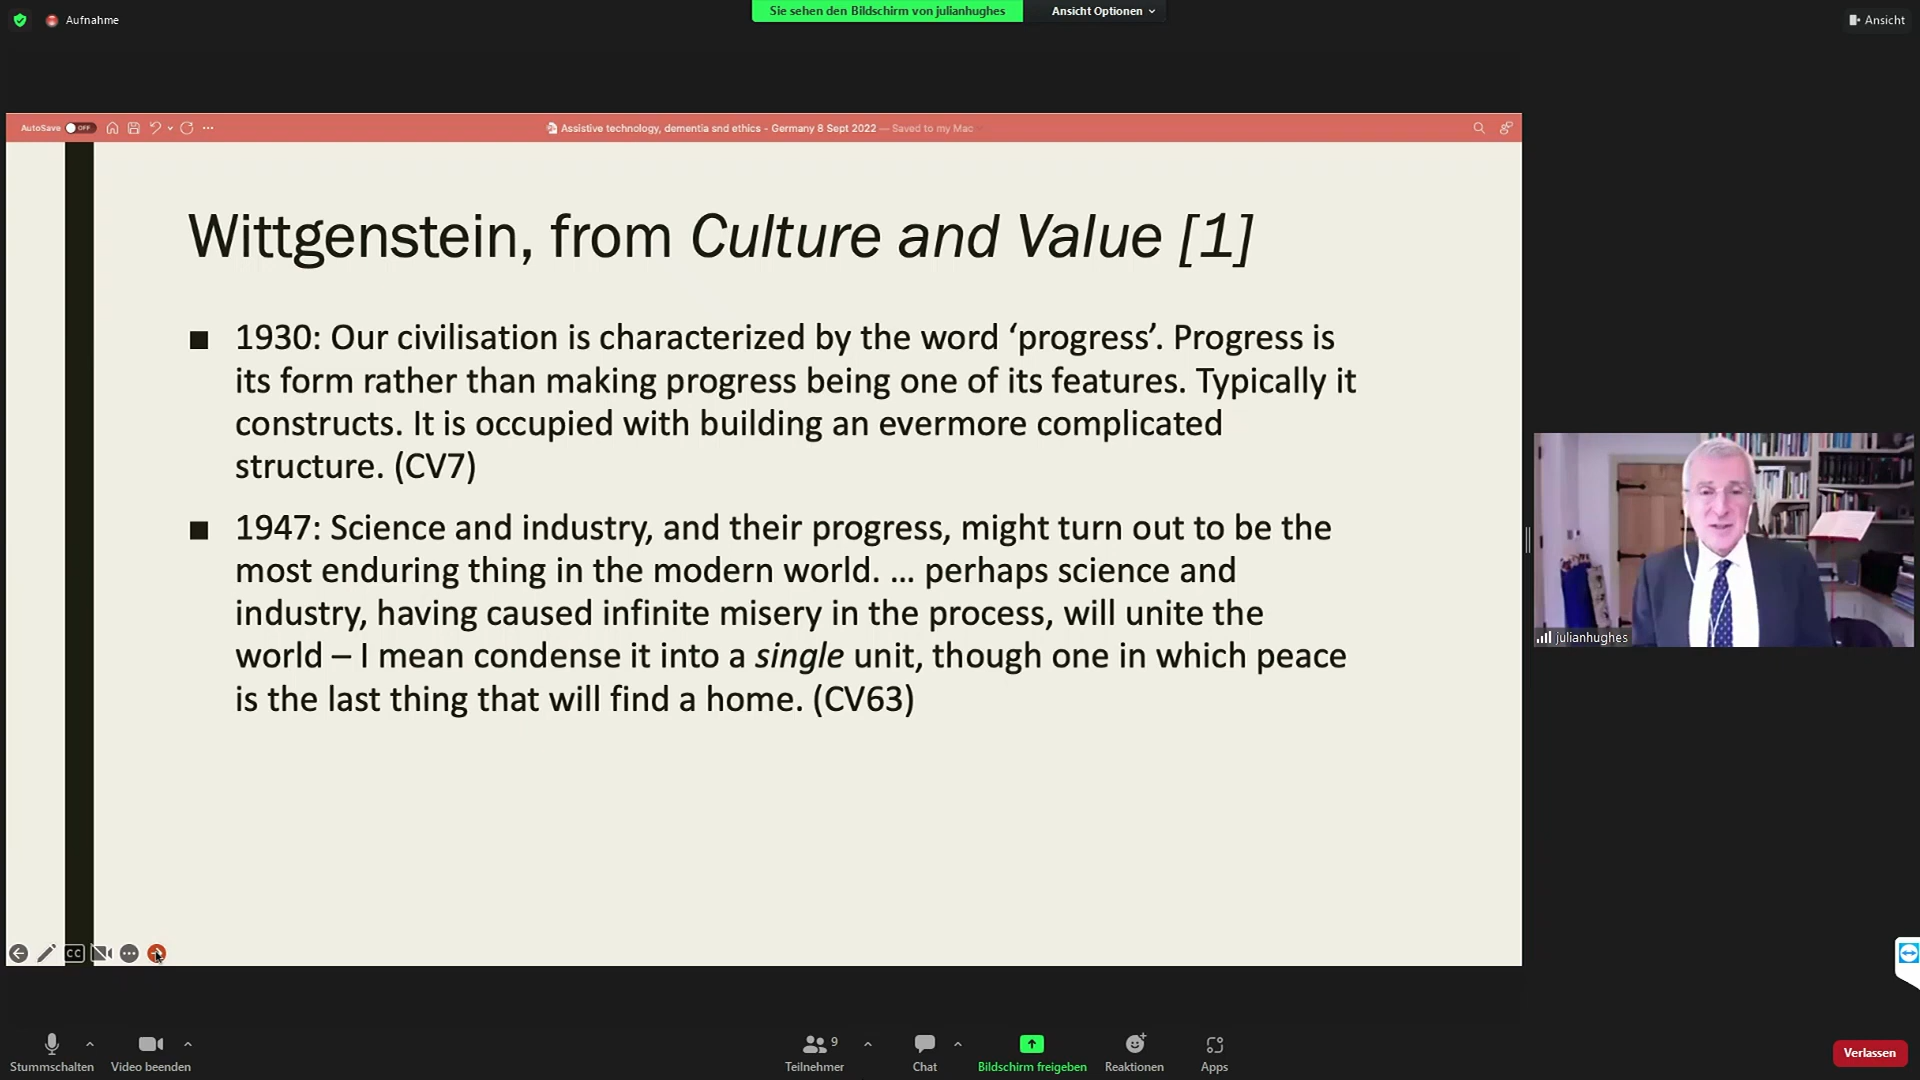 Aufnahme
Sie sehen den Bildschirm von julianhughes
Ansicht Optionen
Ansicht
AutoSave OFF
Assistive technology, dementia snd ethics - Germany 8 Sept 2022 — Saved to my Mac
Wittgenstein, from Culture and Value [1]
■ 1930: Our civilisation is characterized by the word ‘progress’. Progress is
its form rather than making progress being one of its features. Typically it
constructs. It is occupied with building an evermore complicated
structure. (CV7)
■ 1947: Science and industry, and their progress, might turn out to be the
most enduring thing in the modern world. ... perhaps science and
industry, having caused infinite misery in the process, will unite the
world – I mean condense it into a single unit, though one in which peace
is the last thing that will find a home. (CV63)
julianhughes
CC
Stummschalten
Video beenden
9
Teilnehmer
Chat
Bildschirm freigeben
Reaktionen
Apps
Verlassen